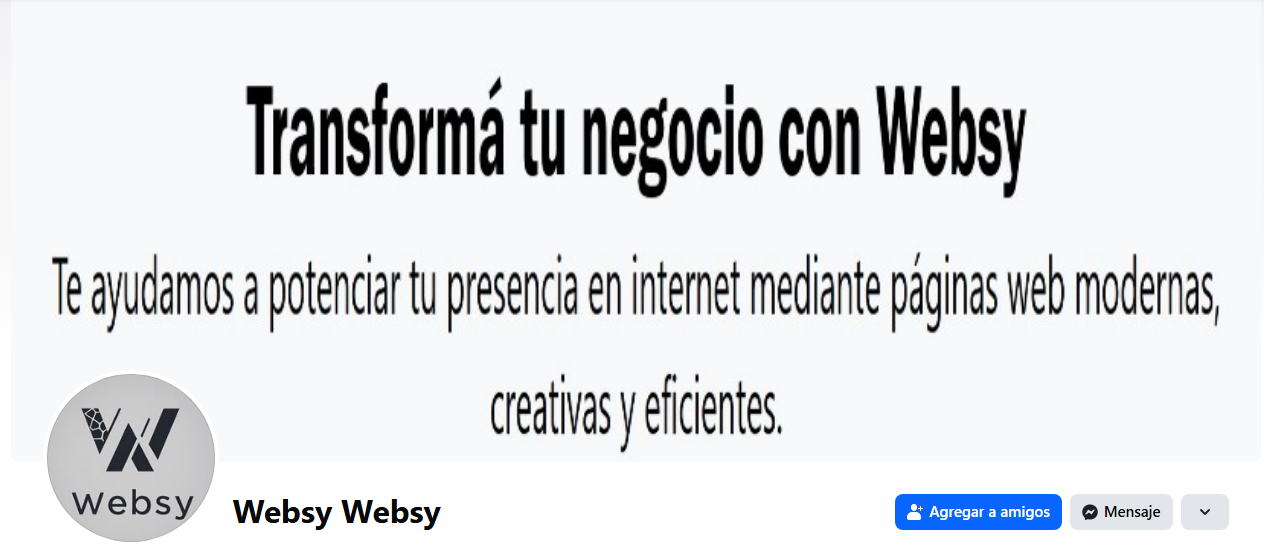 Transformá tu negocio con Websy
Te ayudamos a potenciar tu presencia en internet mediante páginas web modernas,
creativas y eficientes.
W
Websy
Websy Websy
Agregar a amigos
Mensaje